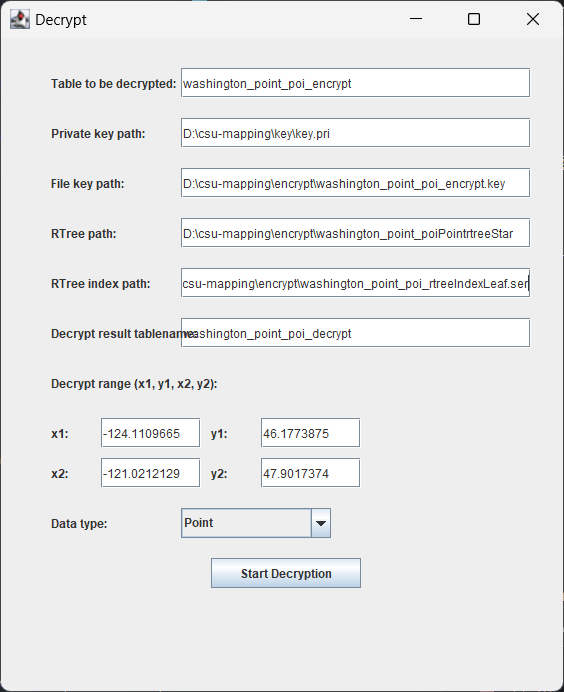 Decrypt
Table to be decrypted: washington_point_poi_encrypt
Private key path: D:\csu-mapping\key\key.pri
File key path: D:\csu-mapping\encrypt\washington_point_poi_encrypt.key
RTree path: D:\csu-mapping\encrypt\washington_point_poiPointrtreeStar
RTree index path: csu-mapping\encrypt\washington_point_poi_rtreeIndexLeaf.ser
Decrypt result tablename: washington_point_poi_decrypt
Decrypt range (x1, y1, x2, y2):
x1: -124.1109665 y1: 46.1773875
x2: -121.0212129 y2: 47.9017374
Data type: Point
Start Decryption